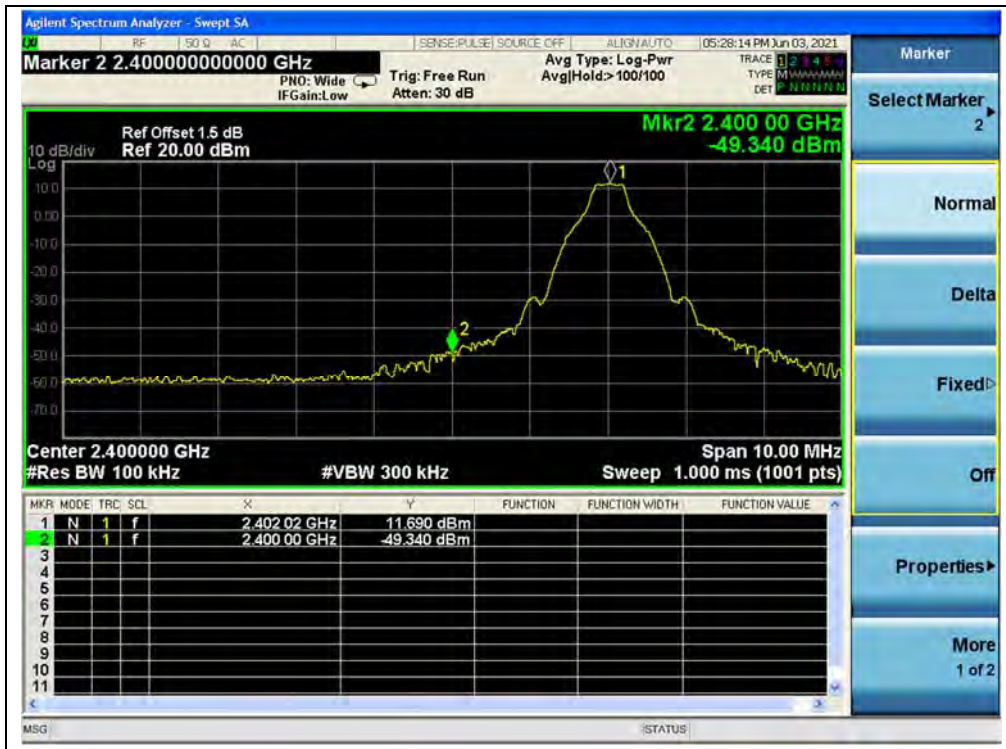 Agilent Spectrum Analyzer - Swept SA
LXI RF 50 Ω AC SENSE:PULSE SOURCE OFF ALIGN AUTO 05:28:14 PM Jun 03, 2021
Marker 2 2.400000000000 GHz
PNO: Wide
IFGain:Low
Trig: Free Run
Atten: 30 dB
Avg Type: Log-Pwr
Avg|Hold:> 100/100
TRACE 1 2 3 4 5 6
TYPE M WWWWW
DET P N N N N N
Mkr2 2.400 00 GHz
-49.340 dBm
Ref Offset 1.5 dB
10 dB/div Ref 20.00 dBm
Log
10.0
0.00
-10.0
-20.0
-30.0
-40.0
-50.0
-60.0
-70.0
1
2
Center 2.400000 GHz Span 10.00 MHz
#Res BW 100 kHz #VBW 300 kHz Sweep 1.000 ms (1001 pts)
MKR MODE TRC SCL X Y FUNCTION FUNCTION WIDTH FUNCTION VALUE
1 N 1 f 2.402 02 GHz 11.690 dBm
2 N 1 f 2.400 00 GHz -49.340 dBm
3
4
5
6
7
8
9
10
11
MSG STATUS
Marker
Select Marker
2
Normal
Delta
Fixed
Off
Properties
More
1 of 2